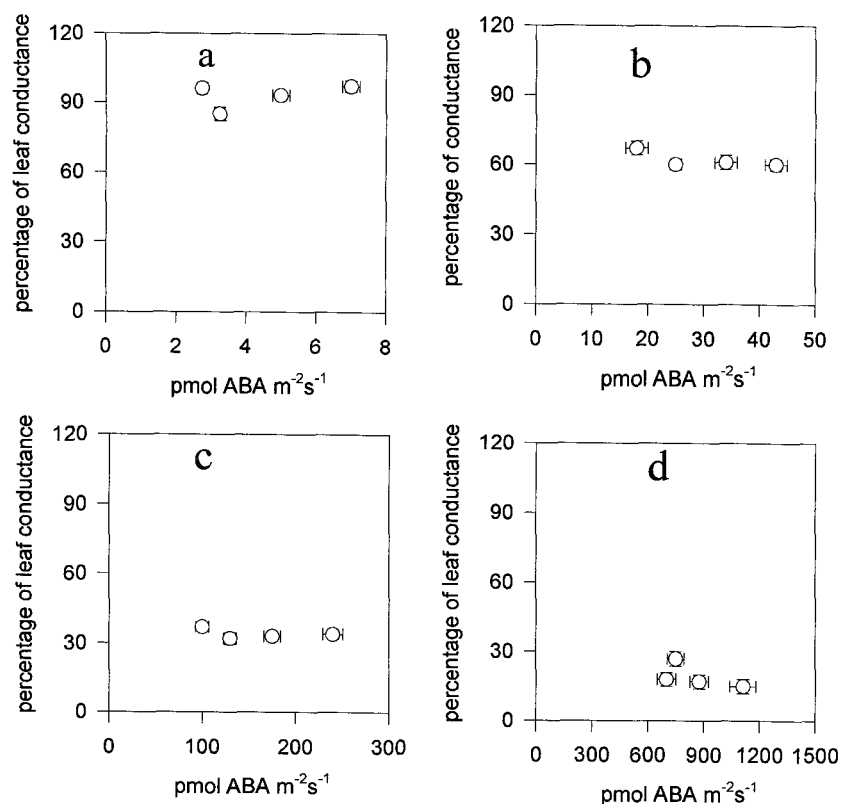 a
percentage of leaf conductance
120
90
60
30
0
0 2 4 6 8
pmol ABA m⁻²s⁻¹
b
percentage of conductance
120
90
60
30
0
0 10 20 30 40 50
pmol ABA m⁻²s⁻¹
c
percentage of leaf conductance
120
90
60
30
0
0 100 200 300
pmol ABA m⁻²s⁻¹
d
percentage of leaf conductance
120
90
60
30
0
0 300 600 900 1200 1500
pmol ABA m⁻²s⁻¹